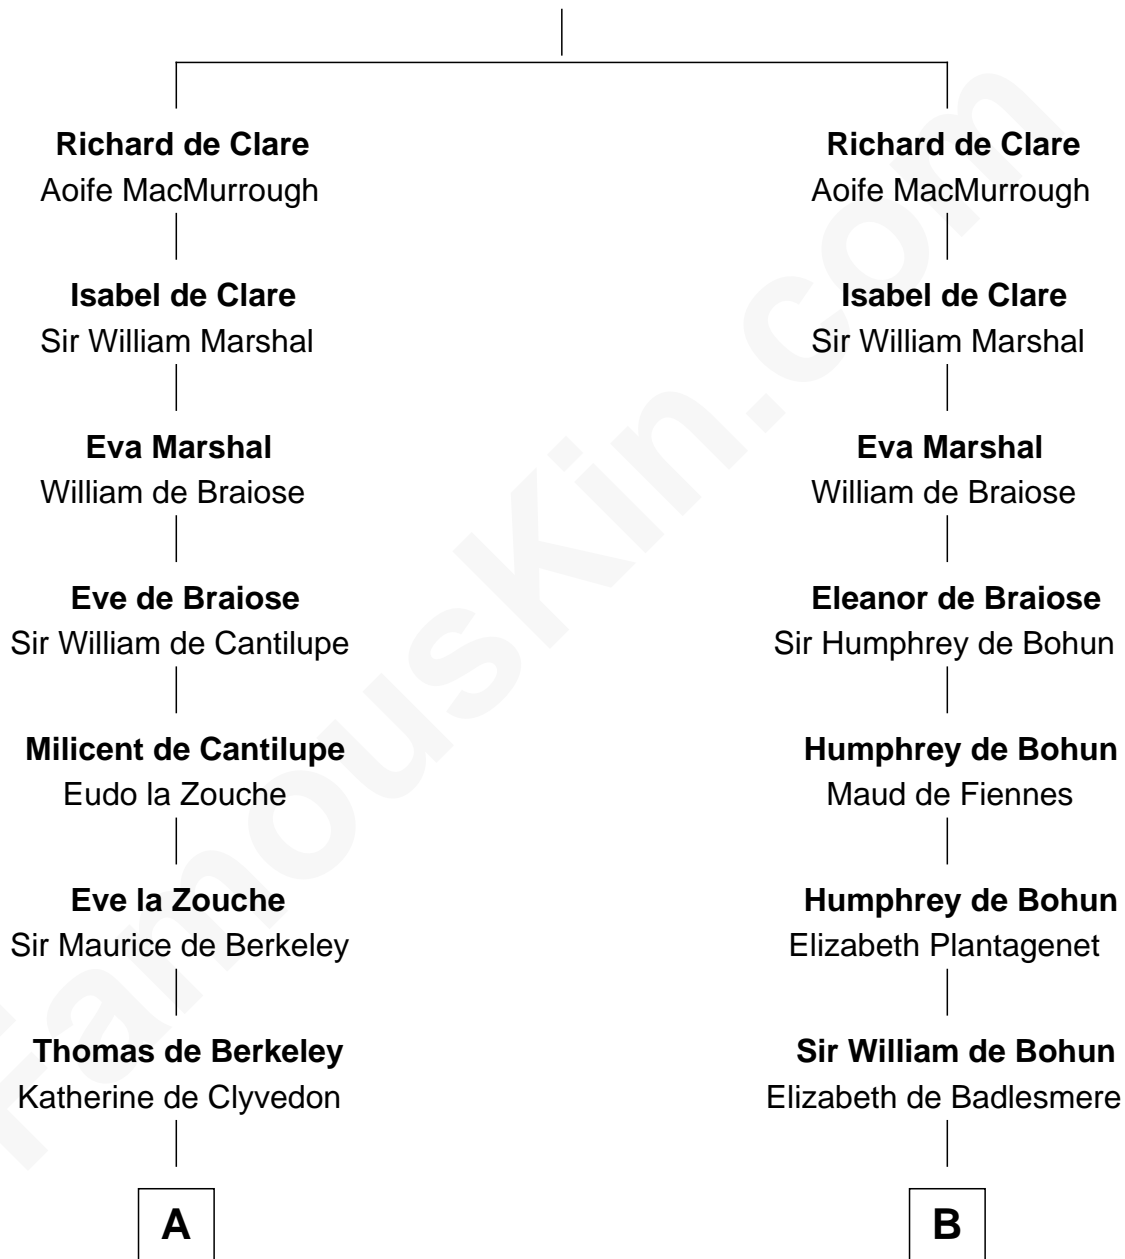 Richard de Clare
Aoife MacMurrough
Isabel de Clare
Sir William Marshal
Eva Marshal
William de Braiose
Eve de Braiose
Sir William de Cantilupe
Milicent de Cantilupe
Eudo la Zouche
Eve la Zouche
Sir Maurice de Berkeley
Thomas de Berkeley
Katherine de Clyvedon
A
Richard de Clare
Aoife MacMurrough
Isabel de Clare
Sir William Marshal
Eva Marshal
William de Braiose
Eleanor de Braiose
Sir Humphrey de Bohun
Humphrey de Bohun
Maud de Fiennes
Humphrey de Bohun
Elizabeth Plantagenet
Sir William de Bohun
Elizabeth de Badlesmere
B
FamousKin.com